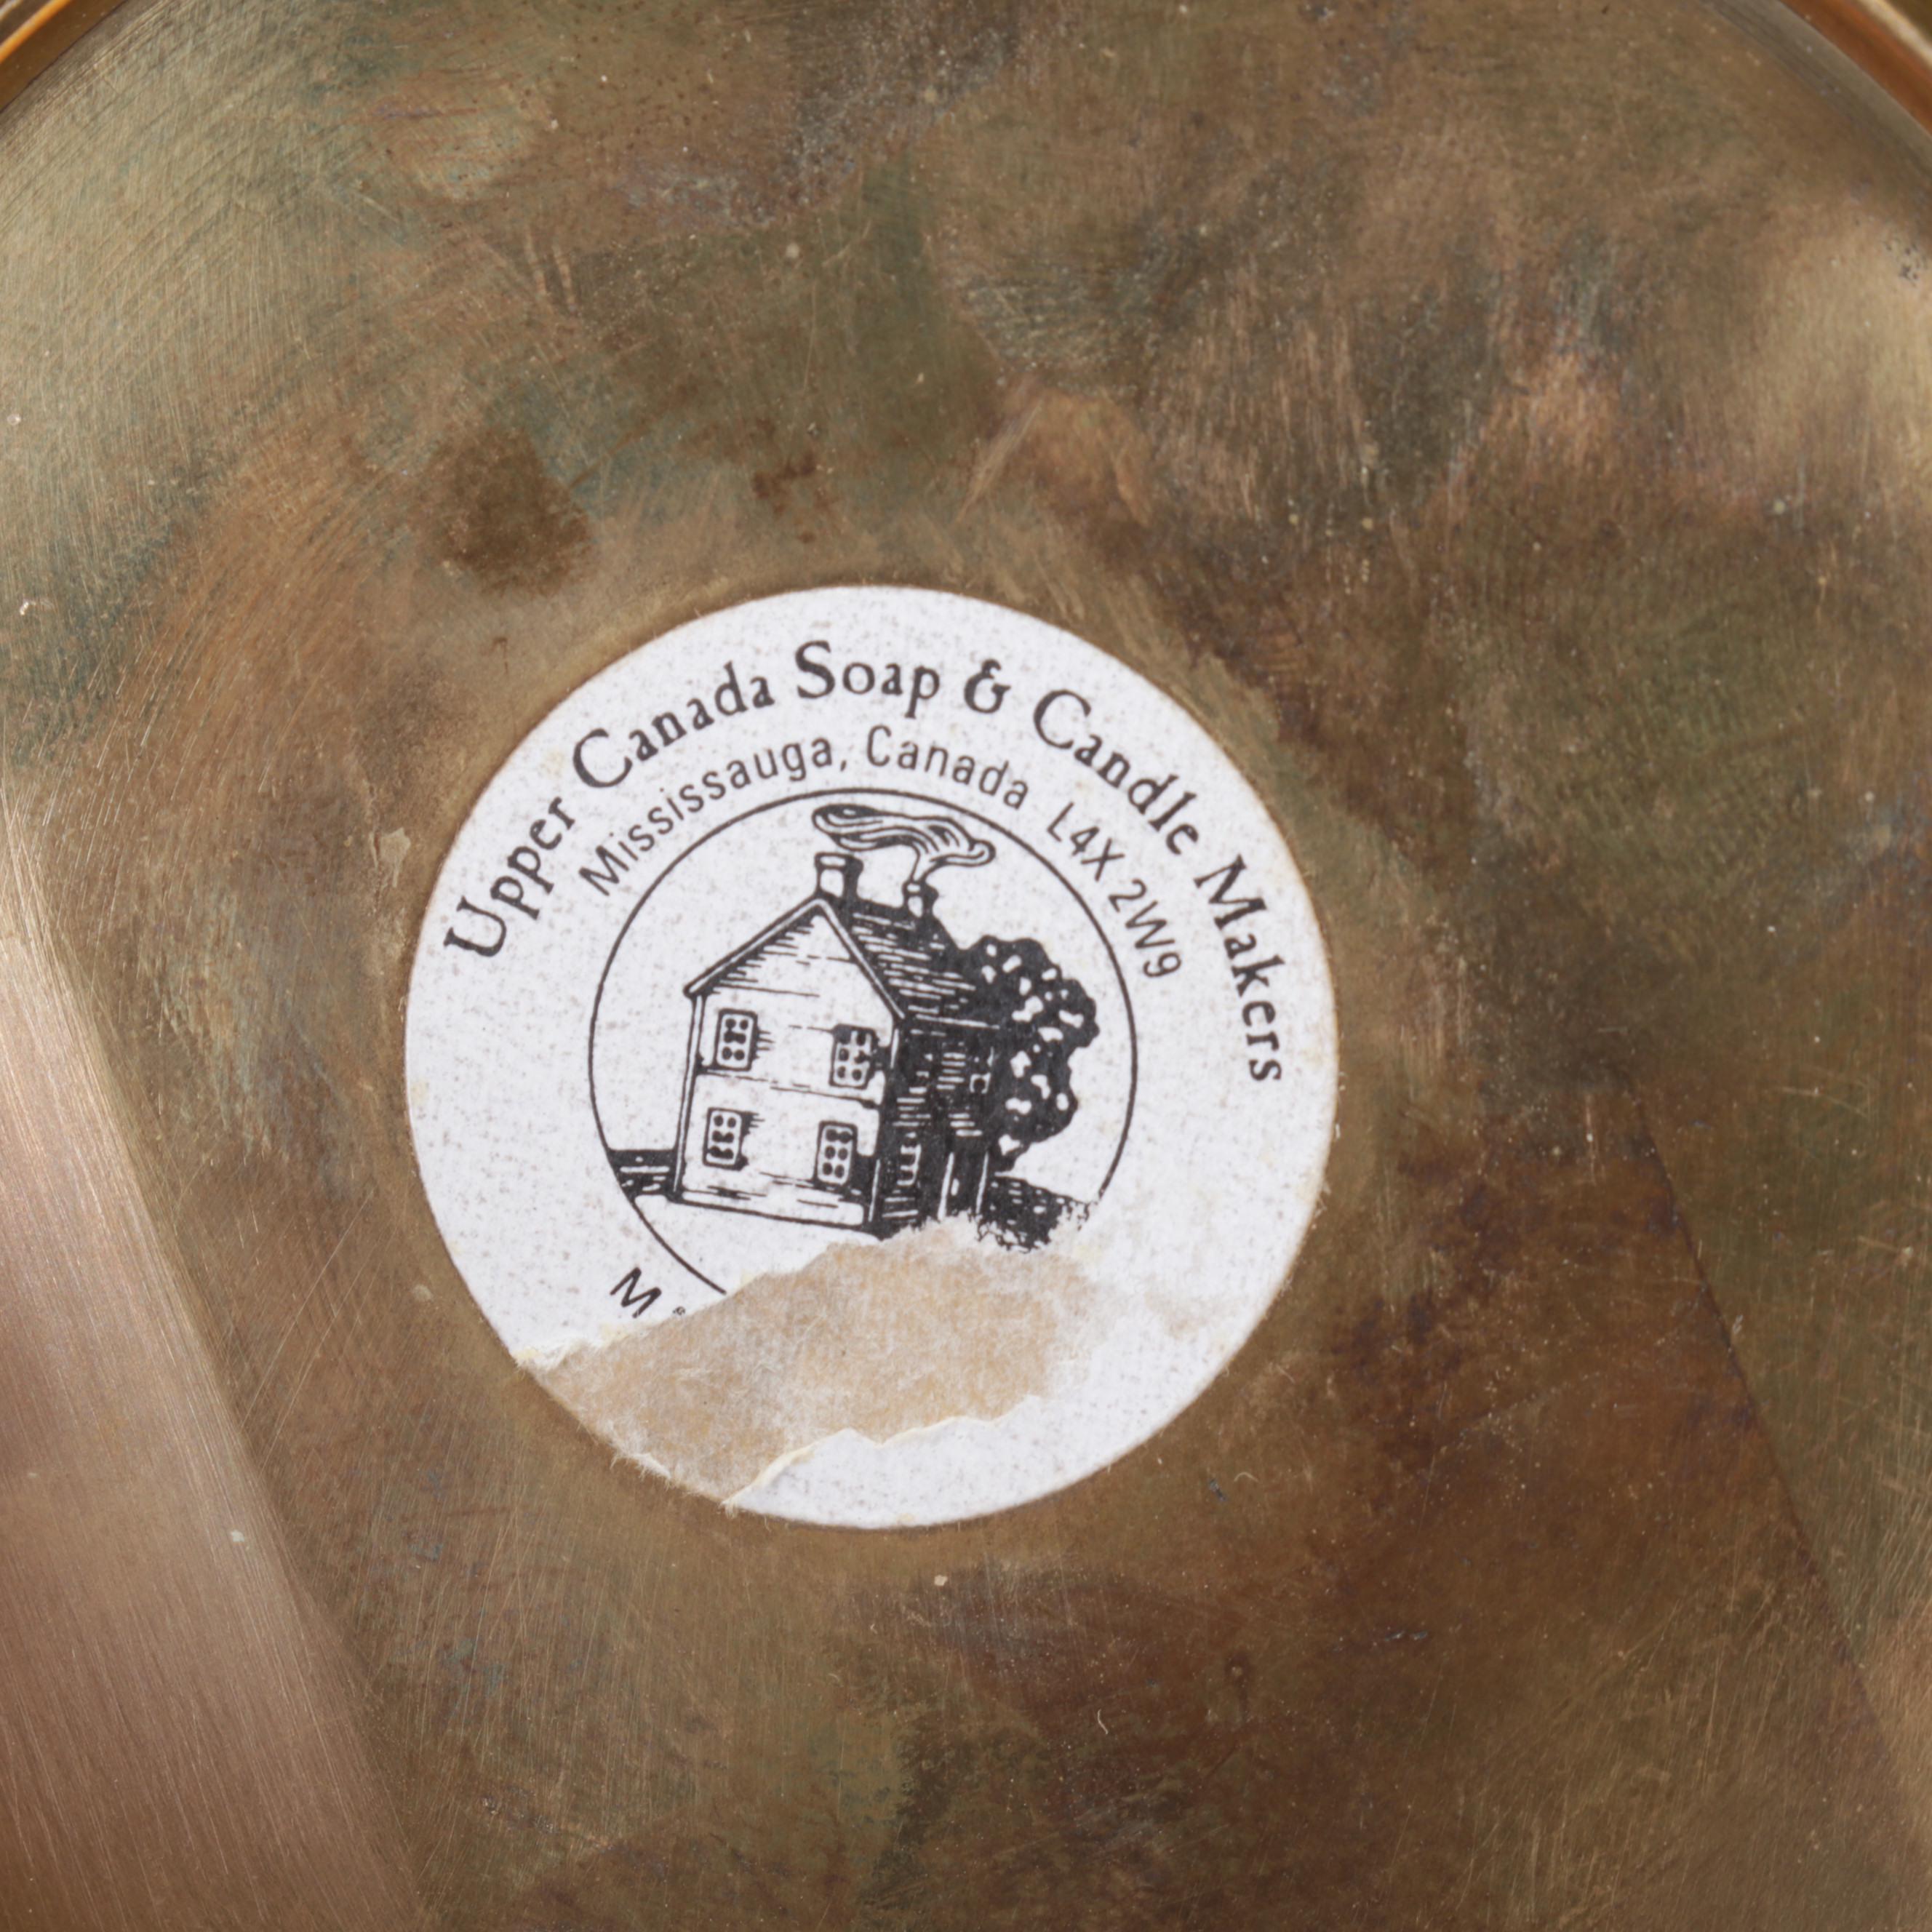 Upper Canada Soap & Candle Makers
Mississauga, Canada L4X 2W9